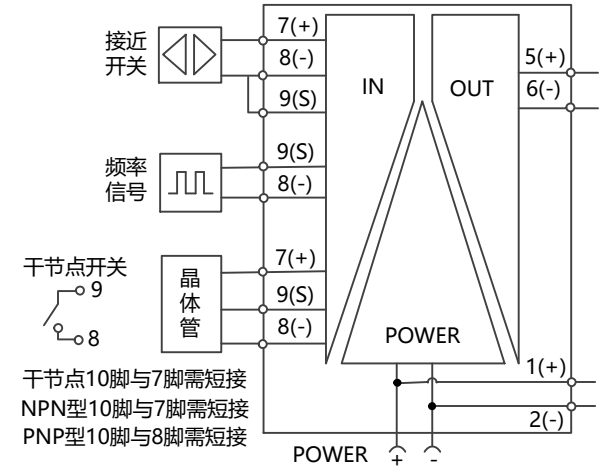 接近
开关
7(+)
8(-)
9(S)
IN
OUT
5(+)
6(-)
频率
信号
9(S)
8(-)
干节点开关
9
8
晶
体
管
7(+)
9(S)
8(-)
POWER
1(+)
2(-)
干节点10脚与7脚需短接
NPN型10脚与7脚需短接
PNP型10脚与8脚需短接
POWER
+
-